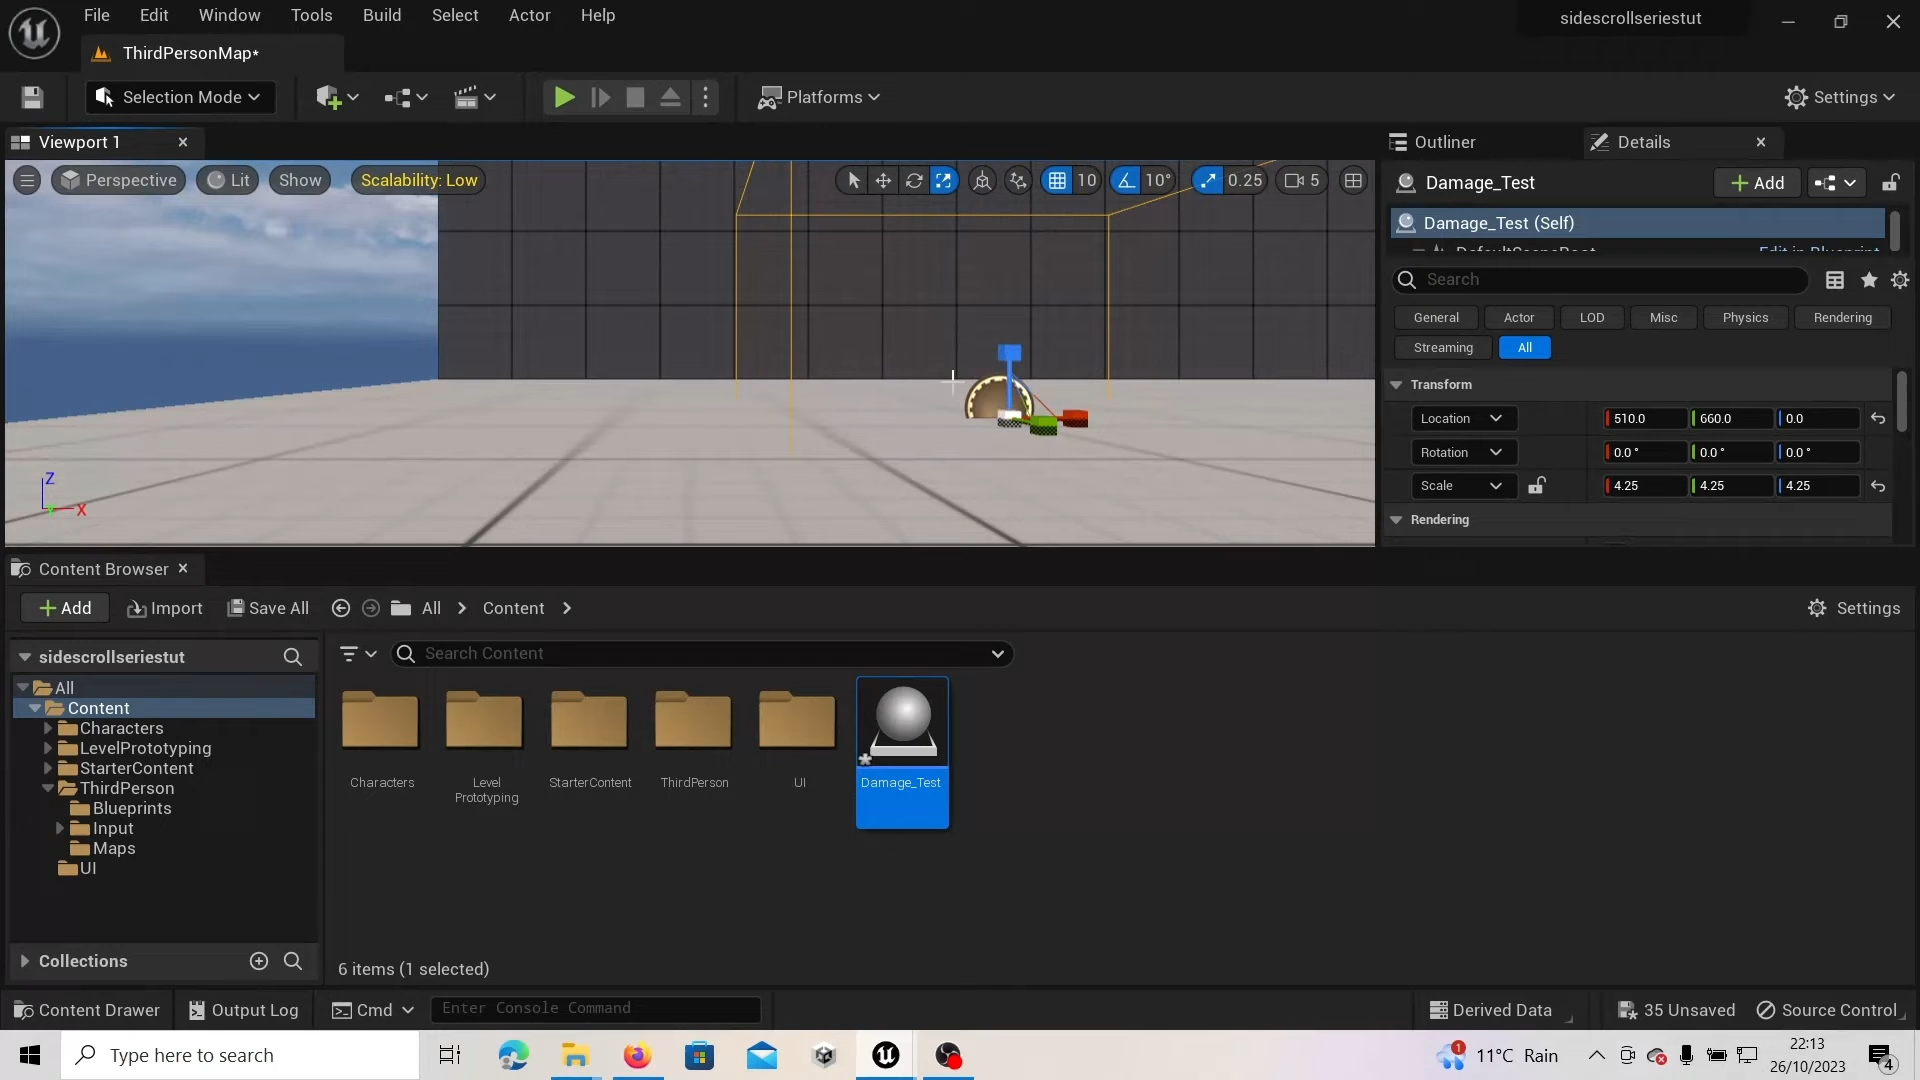 File Edit Window Tools Build Select Actor Help
sidescrollseriestut
ThirdPersonMap*
Selection Mode
Platforms
Settings
Viewport 1
Outliner
Details
Perspective Lit Show Scalability: Low
10 10° 0.25 5
Damage_Test
Add
Damage_Test (Self)
DefaultSceneRoot Edit in Blueprint
Search
General Actor LOD Misc Physics Rendering
Streaming All
Transform
Location 510.0 660.0 0.0
Rotation 0.0 ° 0.0 ° 0.0 °
Scale 4.25 4.25 4.25
Rendering
Z
X
Content Browser
Add Import Save All All Content Settings
sidescrollseriestut
Search Content
All
Content
Characters
LevelPrototyping
StarterContent
ThirdPerson
Blueprints
Input
Maps
UI
Characters
Level
Prototyping
StarterContent
ThirdPerson
UI
Damage_Test
Collections
6 items (1 selected)
Content Drawer Output Log Cmd Enter Console Command Derived Data 35 Unsaved Source Control
Type here to search
1
11°C Rain
22:13
26/10/2023
4